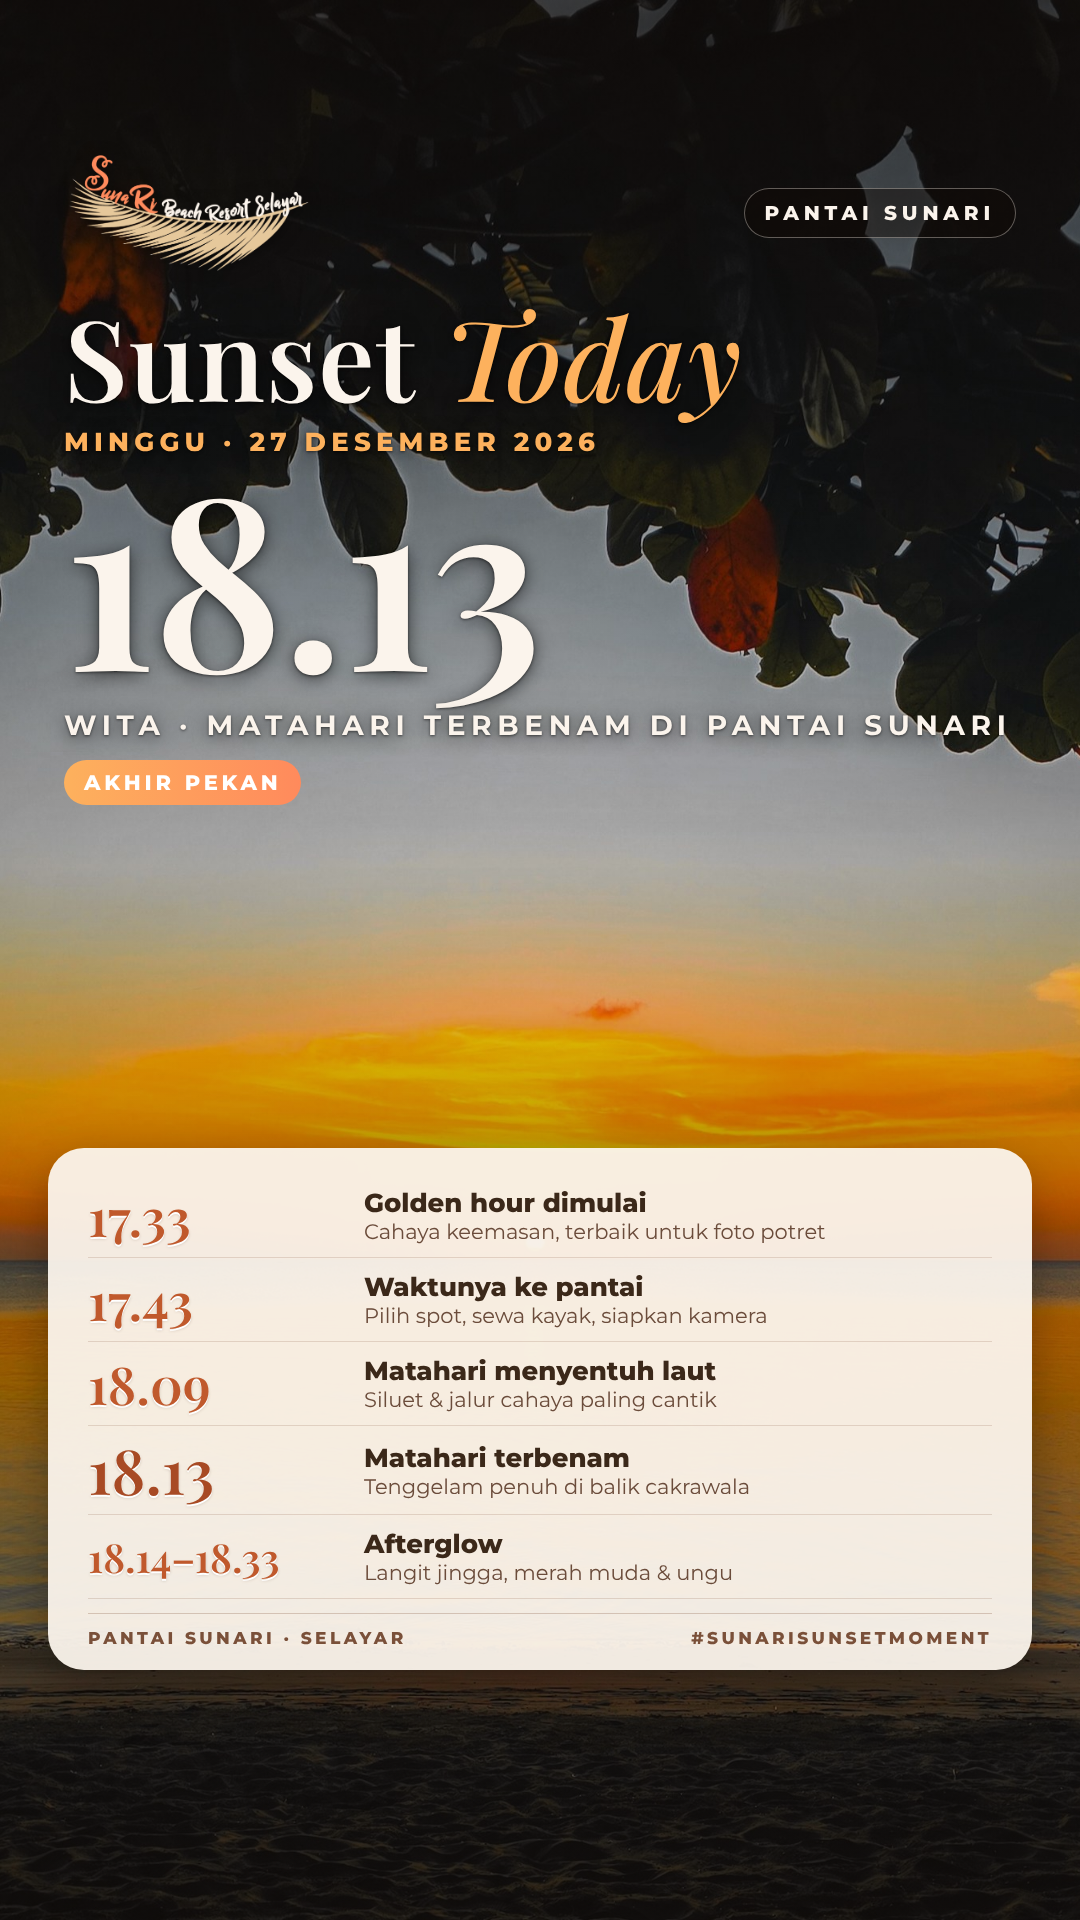 SunaRi Beach Resort Selayar
PANTAI SUNARI
Sunset Today
MINGGU · 27 DESEMBER 2026
18.13
WITA · MATAHARI TERBENAM DI PANTAI SUNARI
AKHIR PEKAN
17.33
Golden hour dimulai
Cahaya keemasan, terbaik untuk foto potret
17.43
Waktunya ke pantai
Pilih spot, sewa kayak, siapkan kamera
18.09
Matahari menyentuh laut
Siluet & jalur cahaya paling cantik
18.13
Matahari terbenam
Tenggelam penuh di balik cakrawala
18.14–18.33
Afterglow
Langit jingga, merah muda & ungu
PANTAI SUNARI · SELAYAR
#SUNARISUNSETMOMENT